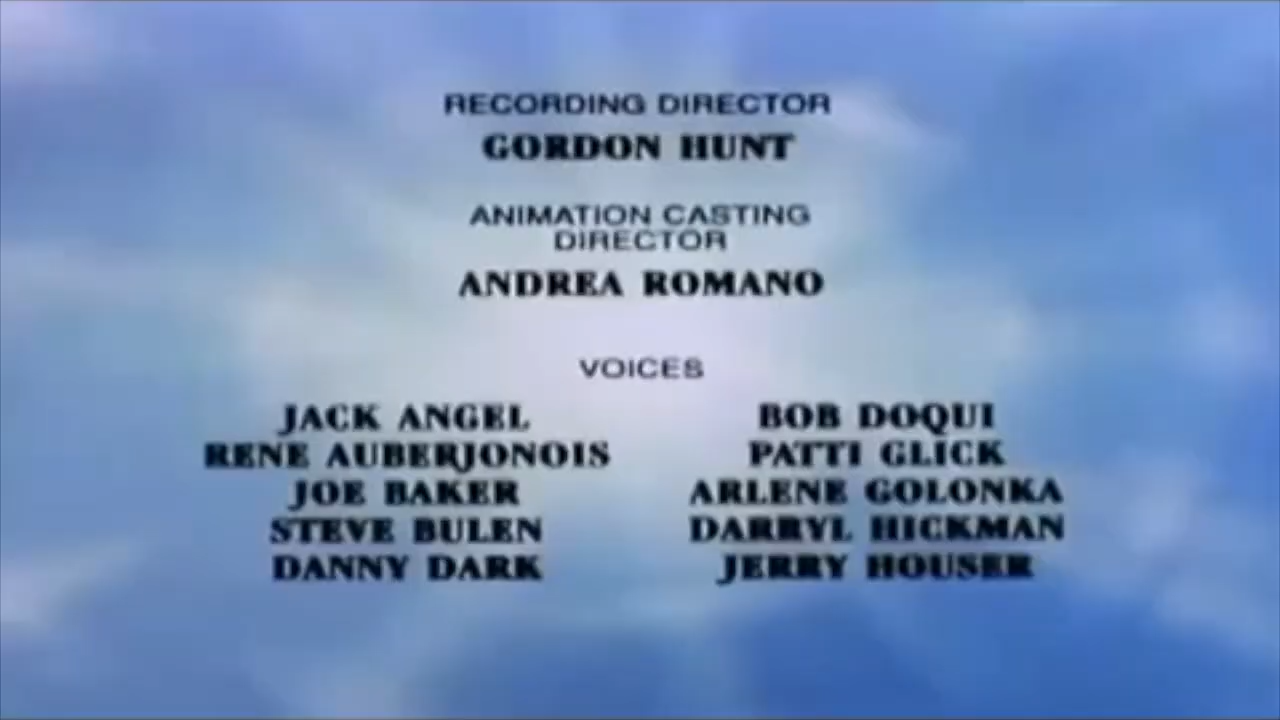 RECORDING DIRECTOR
GORDON HUNT
ANIMATION CASTING
DIRECTOR
ANDREA ROMANO
VOICES
JACK ANGEL
RENE AUBERJONOIS
JOE BAKER
STEVE BULEN
DANNY DARK
BOB DOQUI
PATTI GLICK
ARLENE GOLONKA
DARRYL HICKMAN
JERRY HOUSER